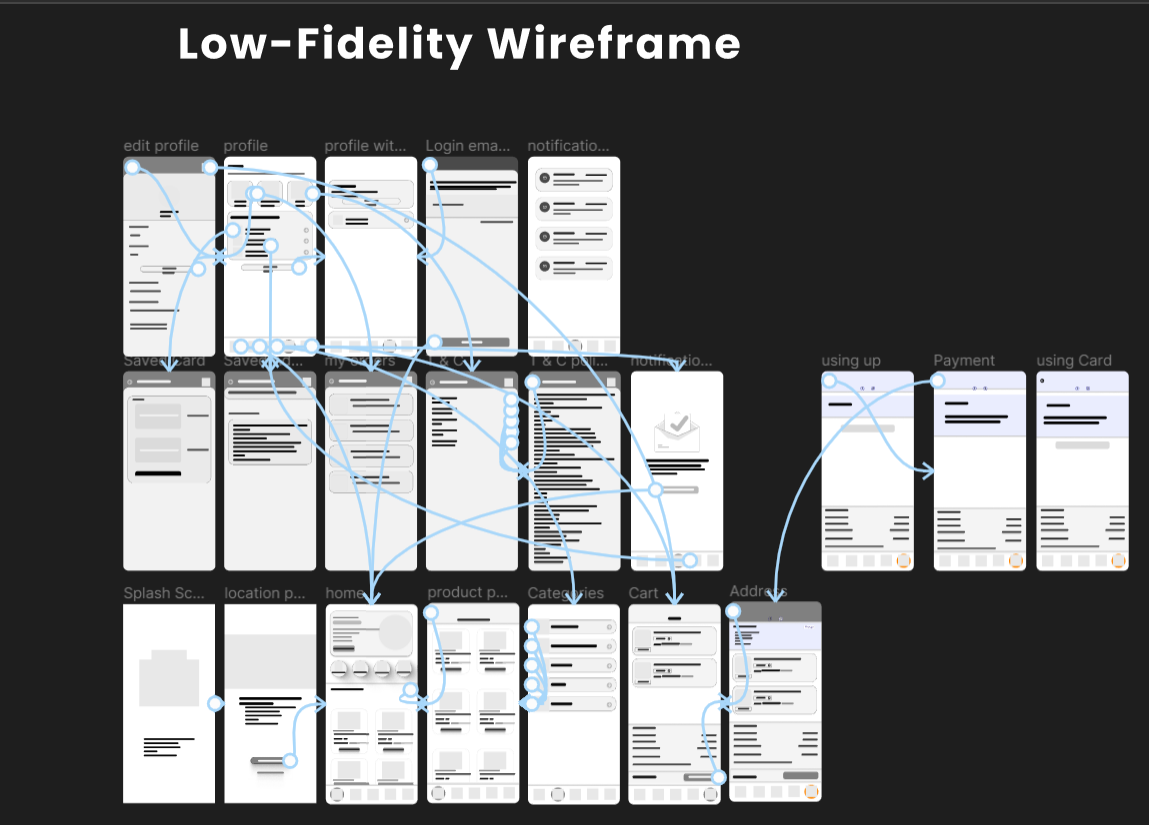 Low-Fidelity Wireframe
edit profile
profile
profile wit...
Login ema...
notificatio...
Saved Card
Saved Ad...
my orders
T & C
T & C poli...
notificatio...
using up
Payment
using Card
Splash Sc...
location p...
home
product p...
Categories
Cart
Address